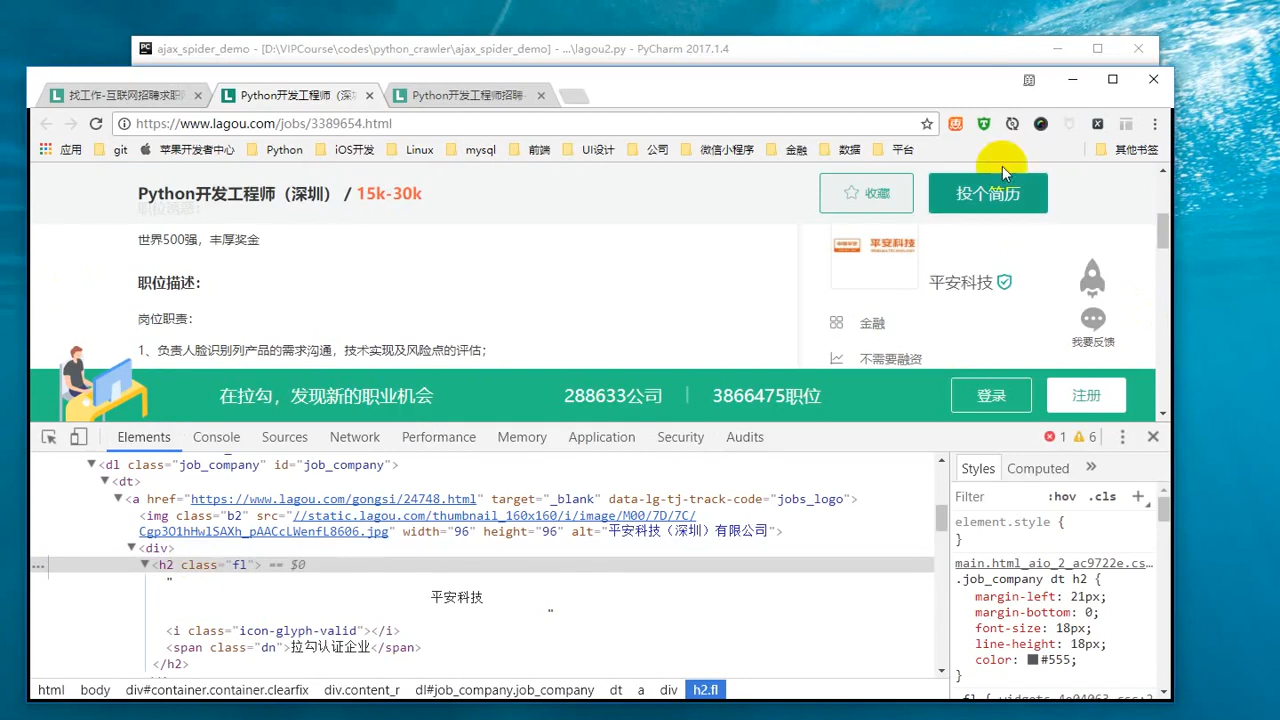 ajax_spider_demo - [D:\VIPCourse\codes\python_crawler\ajax_spider_demo] - ...\lagou2.py - PyCharm 2017.1.4
找工作-互联网招聘求职 Python开发工程师（深 Python开发工程师招聘-
https://www.lagou.com/jobs/3389654.html
应用 git 苹果开发者中心 Python iOS开发 Linux mysql 前端 UI设计 公司 微信小程序 金融 数据 平台 其他书签
Python开发工程师（深圳） / 15k-30k 收藏 投个简历
职位诱惑：
世界500强，丰厚奖金
职位描述：
岗位职责：
1、负责人脸识别列产品的需求沟通，技术实现及风险点的评估；
平安科技
平安科技
金融
不需要融资
我要反馈
在拉勾，发现新的职业机会 288633公司 3866475职位 登录 注册
Elements Console Sources Network Performance Memory Application Security Audits 1 6
<dl class="job_company" id="job_company">
<dt>
<a href="https://www.lagou.com/gongsi/24748.html" target="_blank" data-lg-tj-track-code="jobs_logo">
<img class="b2" src="//static.lagou.com/thumbnail_160x160/i/image/M00/7D/7C/
Cgp3O1hHwlSAXh_pAACcLWenfL8606.jpg" width="96" height="96" alt="平安科技（深圳）有限公司">
<div>
<h2 class="fl"> == $0
"
平安科技
"
<i class="icon-glyph-valid"></i>
<span class="dn">拉勾认证企业</span>
</h2>
html body div#container.container.clearfix div.content_r dl#job_company.job_company dt a div h2.fl
Styles Computed »
Filter :hov .cls +
element.style {
}
main.html_aio_2_ac9722e.cs…
.job_company dt h2 {
margin-left: 21px;
margin-bottom: 0;
font-size: 18px;
line-height: 18px;
color: #555;
}